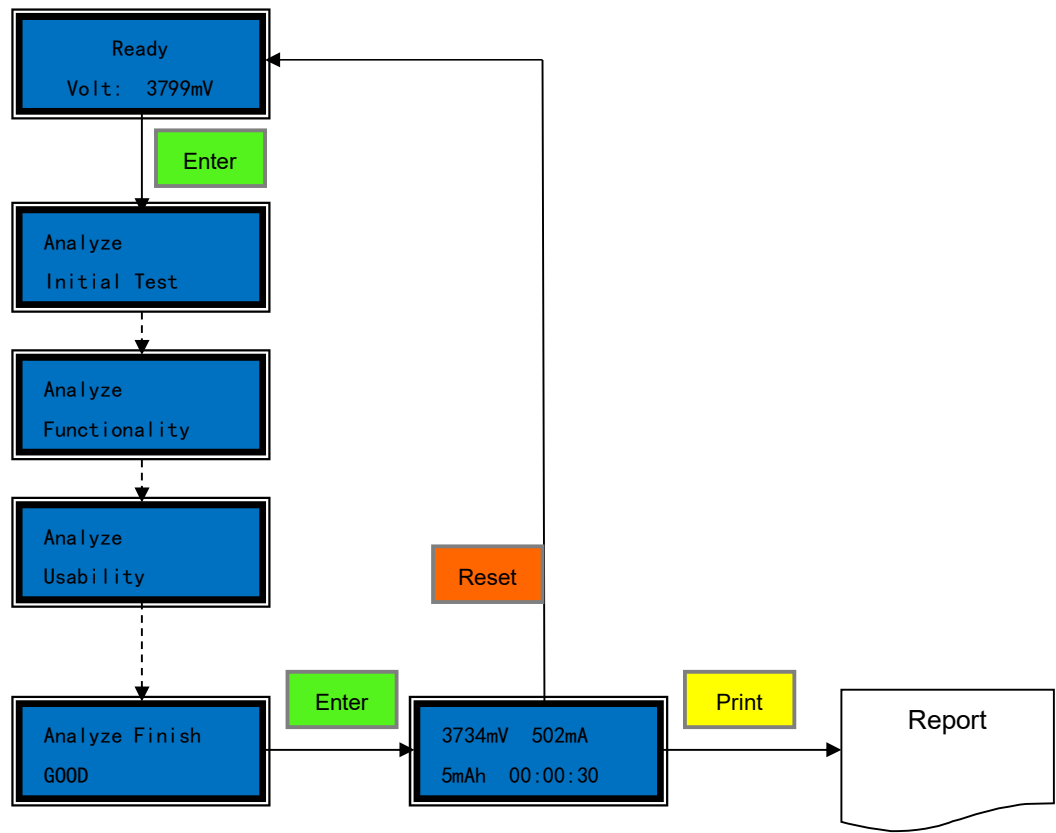 Ready
Volt: 3799mV
Enter
Analyze
Initial Test
Analyze
Functionality
Analyze
Usability
Reset
Analyze Finish
GOOD
Enter
3734mV 502mA
5mAh 00:00:30
Print
Report